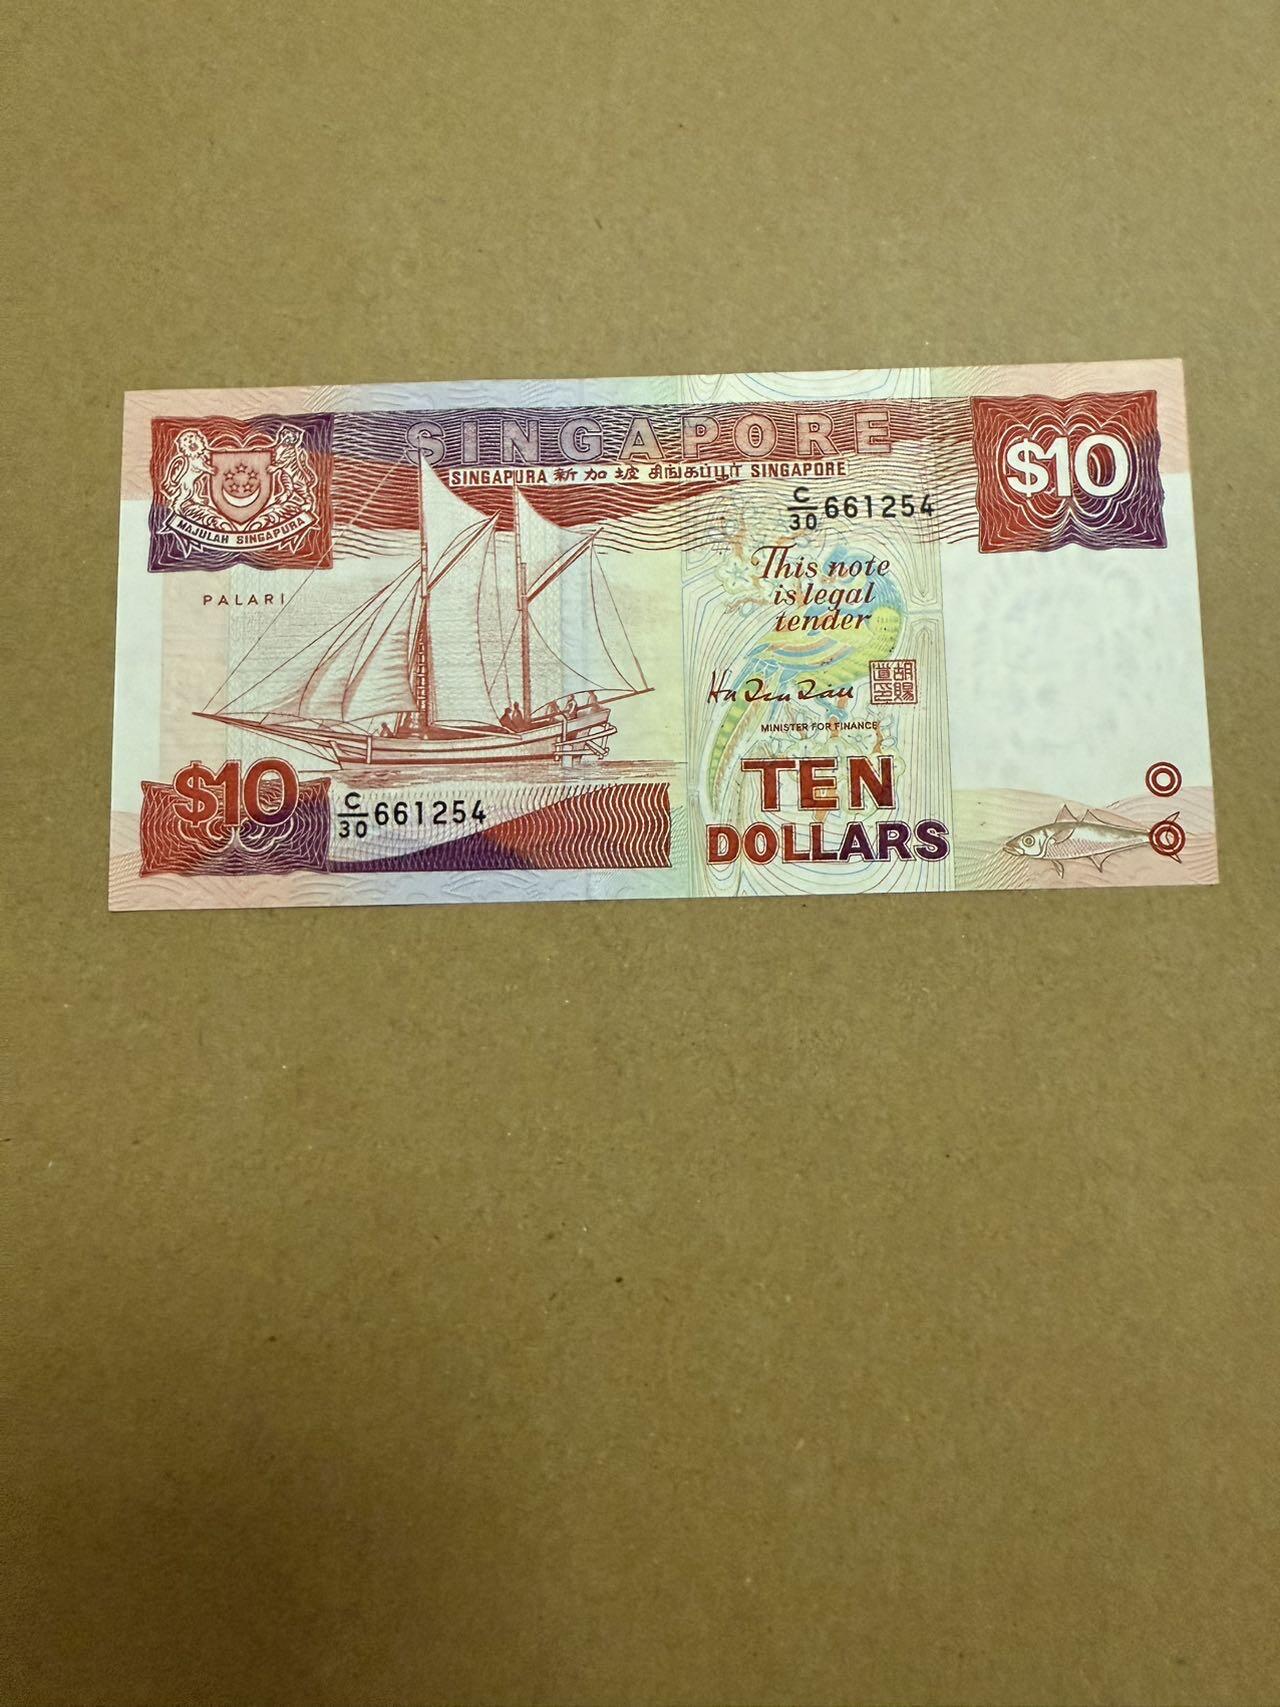 SINGAPORE
SINGAPURA 新加坡 சிங்கப்பூர் SINGAPORE
$10
MAJULAH SINGAPURA
C/30 661254
PALARI
This note
is legal
tender
MINISTER FOR FINANCE
$10
C/30 661254
TEN
DOLLARS